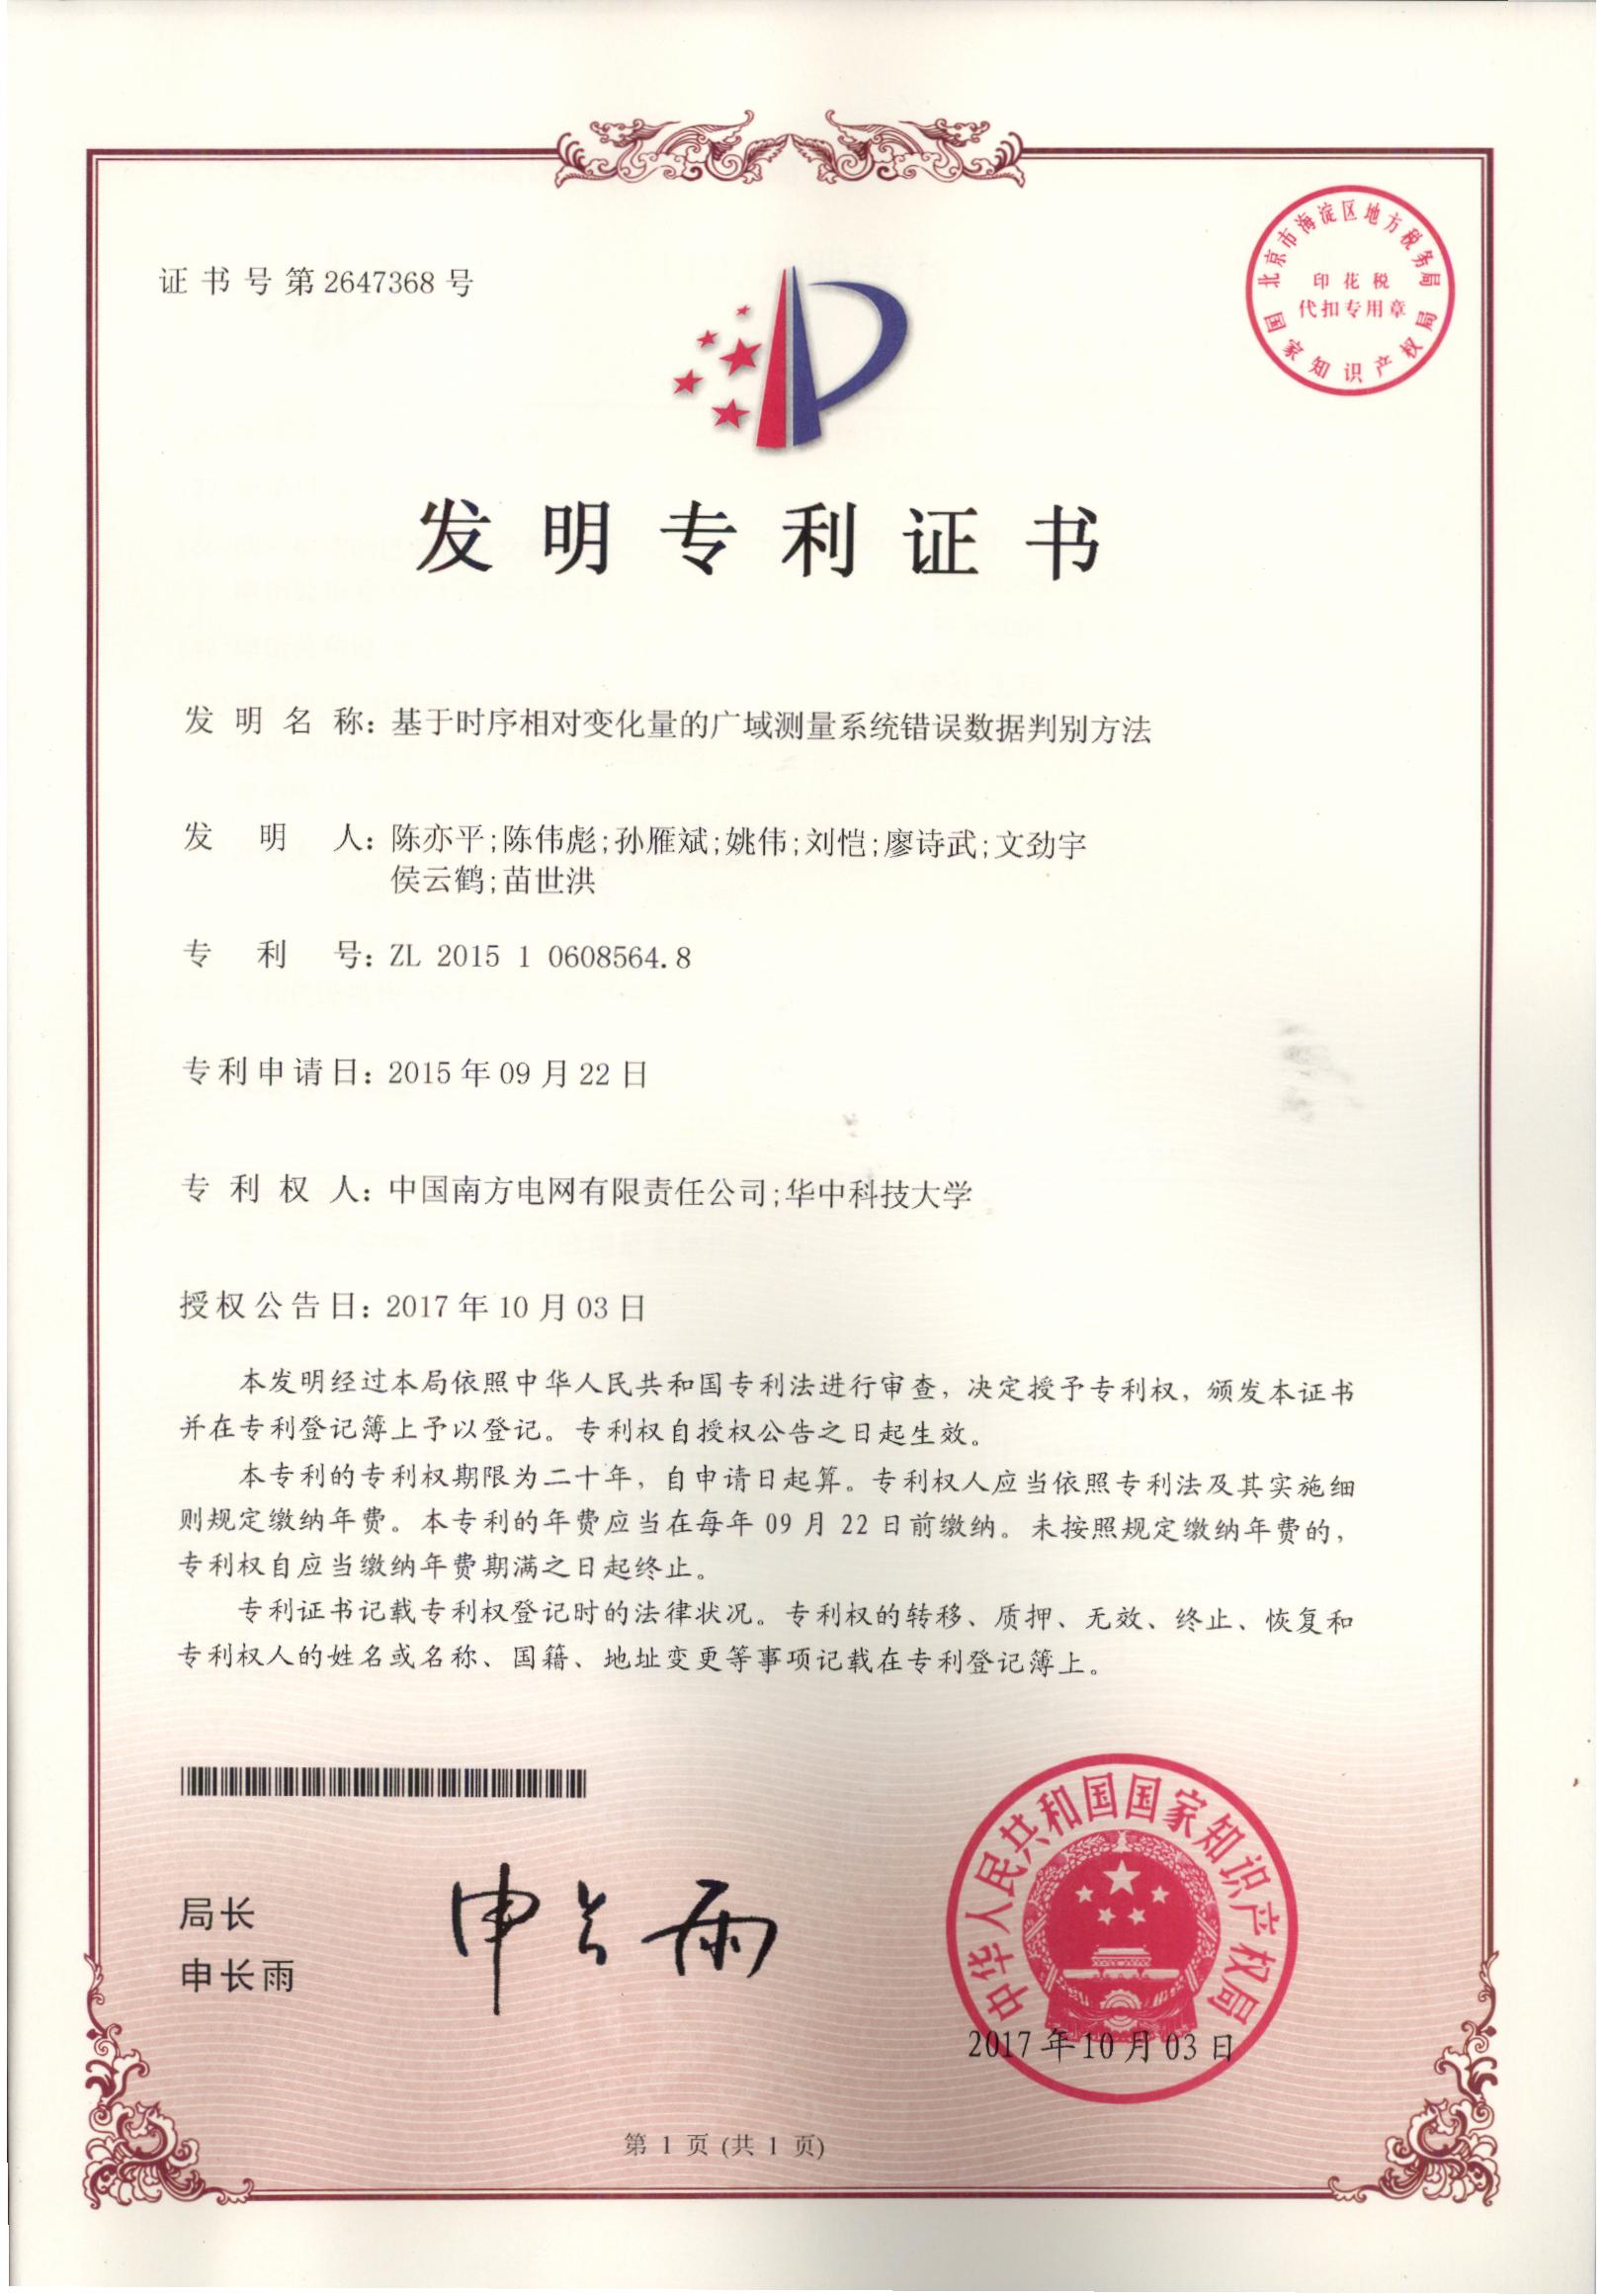 证书号第2647368号
北京市海淀区地方税务局
印花税
代扣专用章
国家知识产权局
发明专利证书
发明名称：基于时序相对变化量的广域测量系统错误数据判别方法
发明人：陈亦平;陈伟彪;孙雁斌;姚伟;刘恺;廖诗武;文劲宇
侯云鹤;苗世洪
专利号：ZL 2015 1 0608564.8
专利申请日：2015年09月22日
专利权人：中国南方电网有限责任公司;华中科技大学
授权公告日：2017年10月03日
本发明经过本局依照中华人民共和国专利法进行审查，决定授予专利权，颁发本证书
并在专利登记簿上予以登记。专利权自授权公告之日起生效。
本专利的专利权期限为二十年，自申请日起算。专利权人应当依照专利法及其实施细
则规定缴纳年费。本专利的年费应当在每年09月22日前缴纳。未按照规定缴纳年费的，
专利权自应当缴纳年费期满之日起终止。
专利证书记载专利权登记时的法律状况。专利权的转移、质押、无效、终止、恢复和
专利权人的姓名或名称、国籍、地址变更等事项记载在专利登记簿上。
局长
申长雨
申长雨
中华人民共和国国家知识产权局
2017年10月03日
第 1 页 (共 1 页)